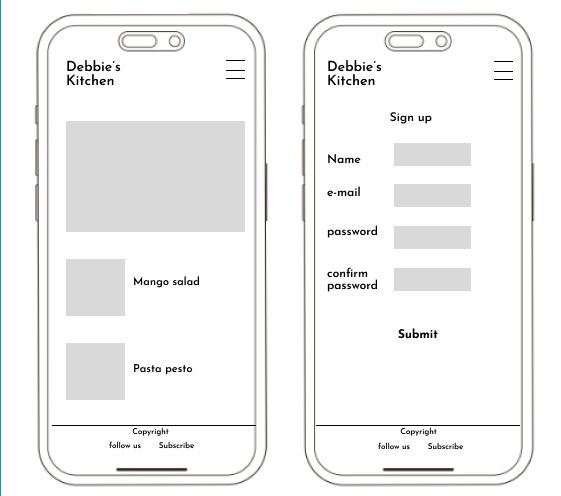 Debbie's
Kitchen
Mango salad
Pasta pesto
Copyright
follow us Subscribe
Debbie's
Kitchen
Sign up
Name
e-mail
password
confirm
password
Submit
Copyright
follow us Subscribe